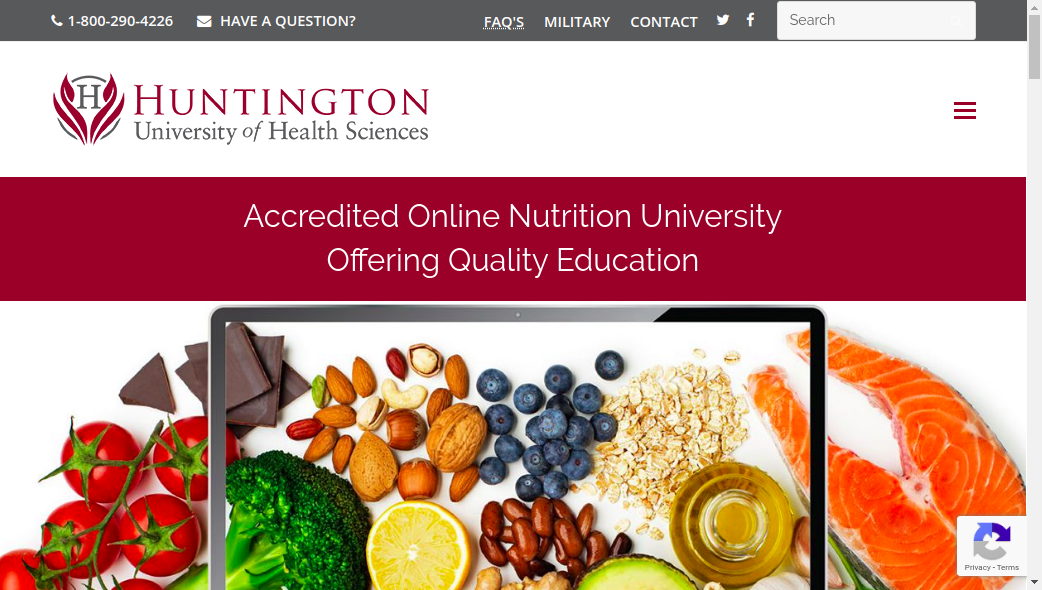 1-800-290-4226 HAVE A QUESTION? FAQ'S MILITARY CONTACT Search
H HUNTINGTON
University of Health Sciences
Accredited Online Nutrition University
Offering Quality Education
Privacy - Terms